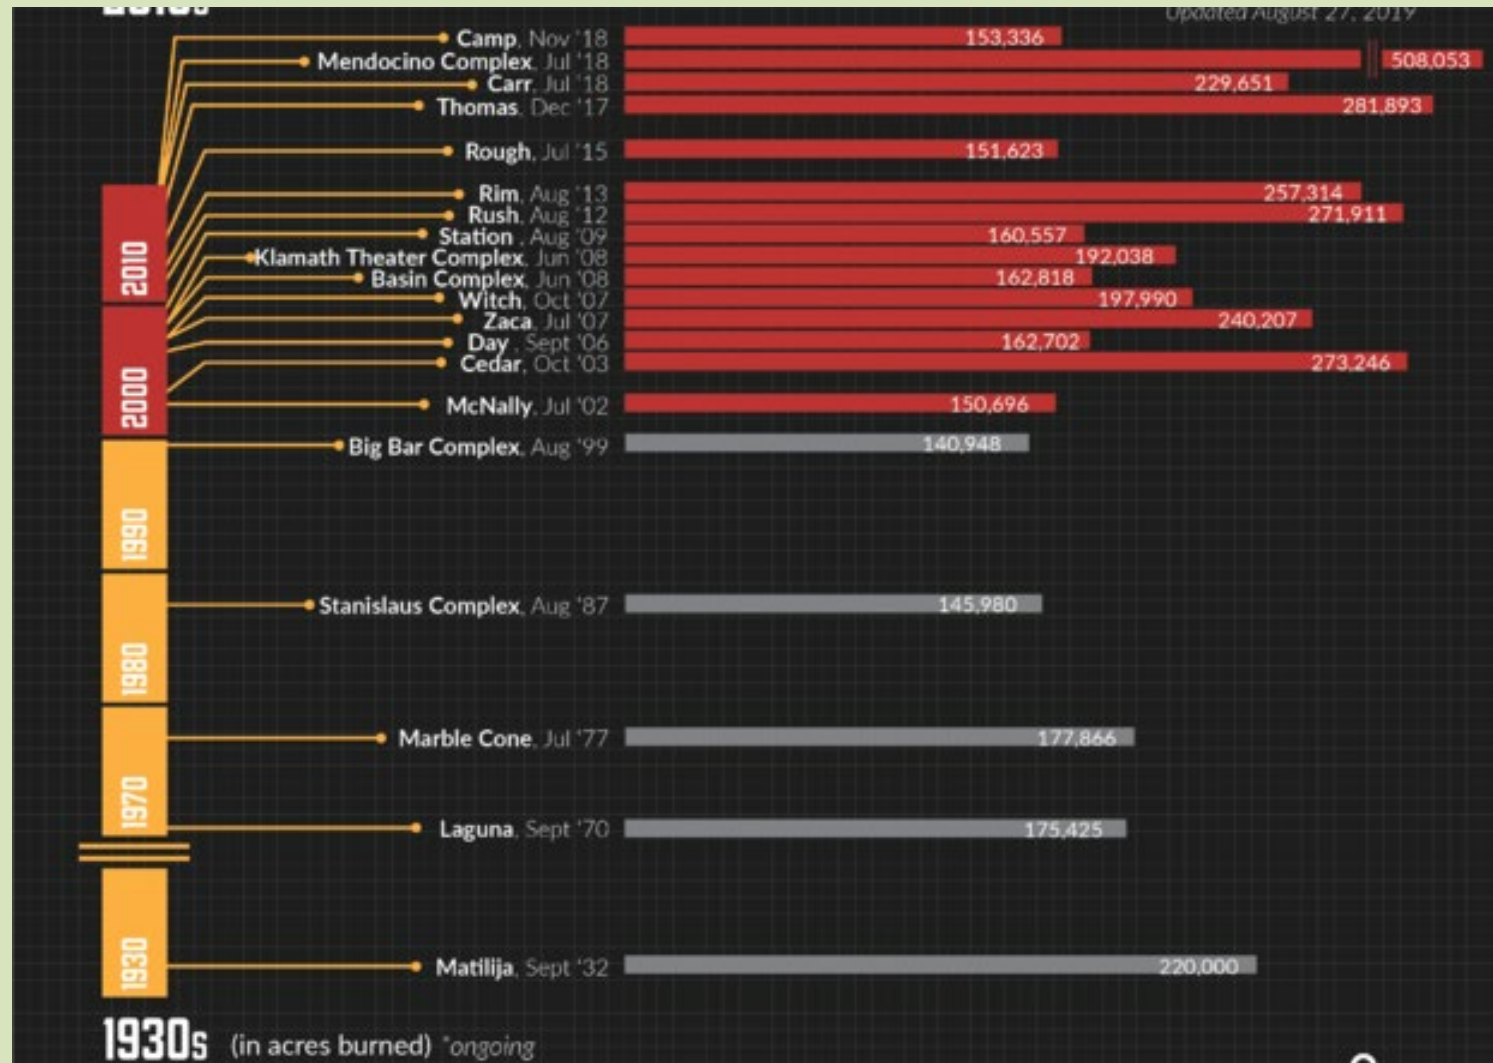 Updated August 27, 2019
Camp, Nov '18 153,336
Mendocino Complex, Jul '18 508,053
Carr, Jul '18 229,651
Thomas, Dec '17 281,893
Rough, Jul '15 151,623
Rim, Aug '13 257,314
Rush, Aug '12 271,911
Station , Aug '09 160,557
Klamath Theater Complex, Jun '08 192,038
Basin Complex, Jun '08 162,818
Witch, Oct '07 197,990
Zaca, Jul '07 240,207
Day , Sept '06 162,702
Cedar, Oct '03 273,246
McNally, Jul '02 150,696
Big Bar Complex, Aug '99 140,948
Stanislaus Complex, Aug '87 145,980
Marble Cone, Jul '77 177,866
Laguna, Sept '70 175,425
Matilija, Sept '32 220,000
2010
2000
1990
1980
1970
1930
1930s (in acres burned) *ongoing